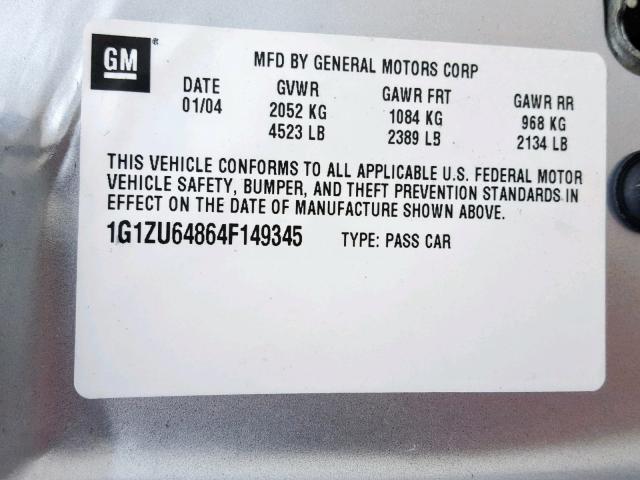 GM®
MFD BY GENERAL MOTORS CORP
DATE GVWR GAWR FRT GAWR RR
01/04 2052 KG 1084 KG 968 KG
4523 LB 2389 LB 2134 LB
THIS VEHICLE CONFORMS TO ALL APPLICABLE U.S. FEDERAL MOTOR
VEHICLE SAFETY, BUMPER, AND THEFT PREVENTION STANDARDS IN
EFFECT ON THE DATE OF MANUFACTURE SHOWN ABOVE.
1G1ZU64864F149345 TYPE: PASS CAR